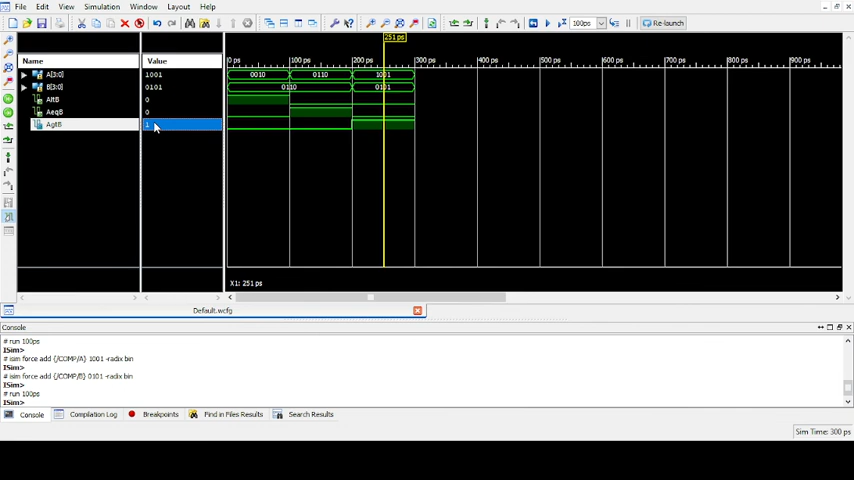 File Edit View Simulation Window Layout Help
100ps Re-launch
251 ps
Name Value
0 ps 100 ps 200 ps 300 ps 400 ps 500 ps 600 ps 700 ps 800 ps 900 ps
A[3:0] 1001 0010 0110 1001
B[3:0] 0101 0110 0101
AltB 0
AeqB 0
AgtB 1
X1: 251 ps
Default.wcfg
Console
# run 100ps
ISim>
# isim force add {/COMP/A} 1001 -radix bin
ISim>
# isim force add {/COMP/B} 0101 -radix bin
ISim>
# run 100ps
ISim>
Console Compilation Log Breakpoints Find in Files Results Search Results
Sim Time: 300 ps